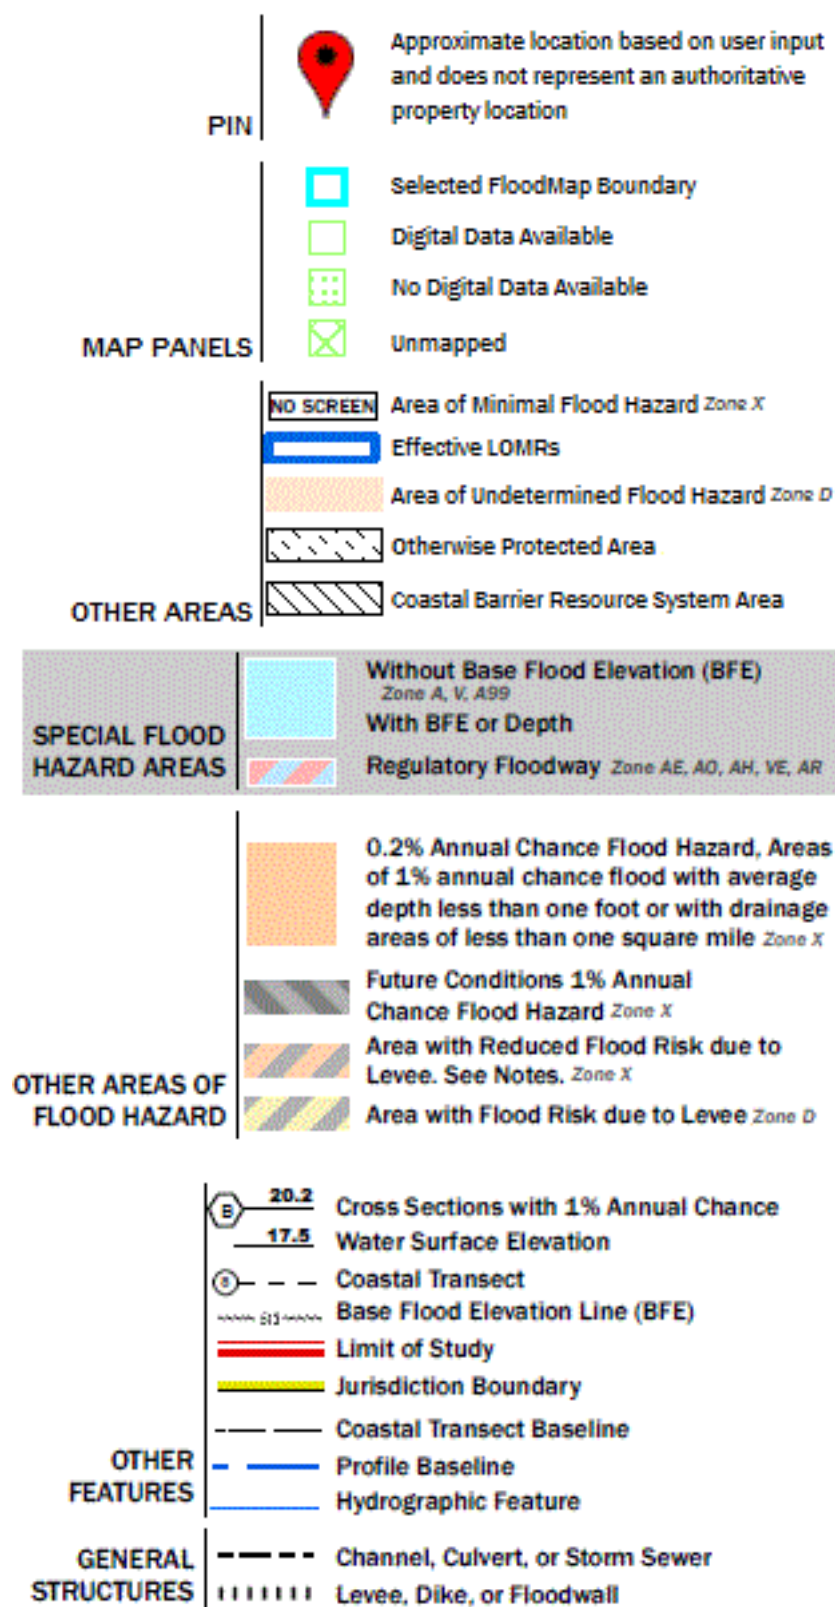 PIN
Approximate location based on user input
and does not represent an authoritative
property location
MAP PANELS
Selected FloodMap Boundary
Digital Data Available
No Digital Data Available
Unmapped
OTHER AREAS
NO SCREEN Area of Minimal Flood Hazard Zone X
Effective LOMRs
Area of Undetermined Flood Hazard Zone D
Otherwise Protected Area
Coastal Barrier Resource System Area
SPECIAL FLOOD
HAZARD AREAS
Without Base Flood Elevation (BFE)
Zone A, V, A99
With BFE or Depth
Regulatory Floodway Zone AE, AO, AH, VE, AR
OTHER AREAS OF
FLOOD HAZARD
0.2% Annual Chance Flood Hazard, Areas
of 1% annual chance flood with average
depth less than one foot or with drainage
areas of less than one square mile Zone X
Future Conditions 1% Annual
Chance Flood Hazard Zone X
Area with Reduced Flood Risk due to
Levee. See Notes. Zone X
Area with Flood Risk due to Levee Zone D
OTHER
FEATURES
B 20.2 Cross Sections with 1% Annual Chance
17.5 Water Surface Elevation
8 Coastal Transect
513 Base Flood Elevation Line (BFE)
Limit of Study
Jurisdiction Boundary
Coastal Transect Baseline
Profile Baseline
Hydrographic Feature
GENERAL
STRUCTURES
Channel, Culvert, or Storm Sewer
Levee, Dike, or Floodwall